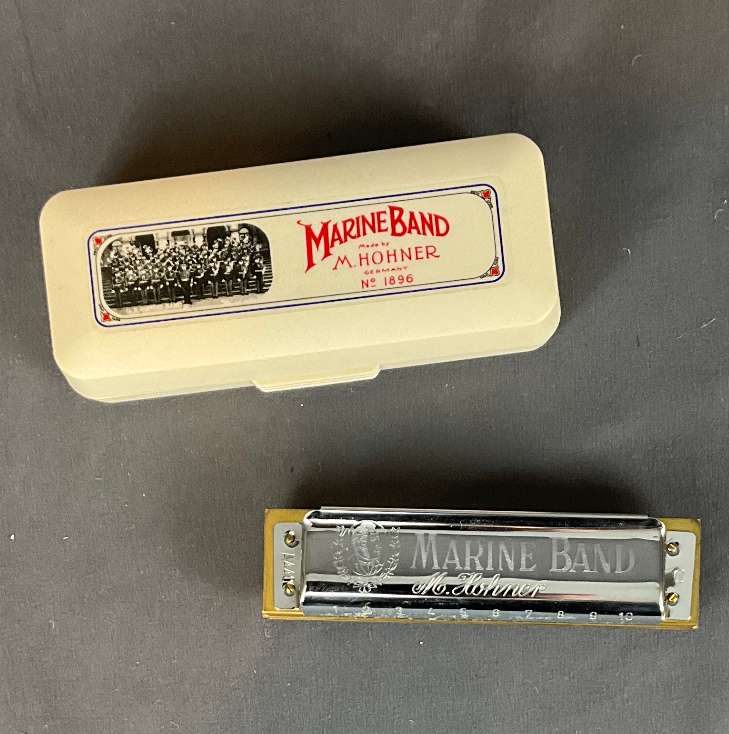 MARINE BAND
Made by
M. HOHNER
GERMANY
Nº 1896
MARINE BAND
M. Hohner
1 2 3 4 5 6 7 8 9 10